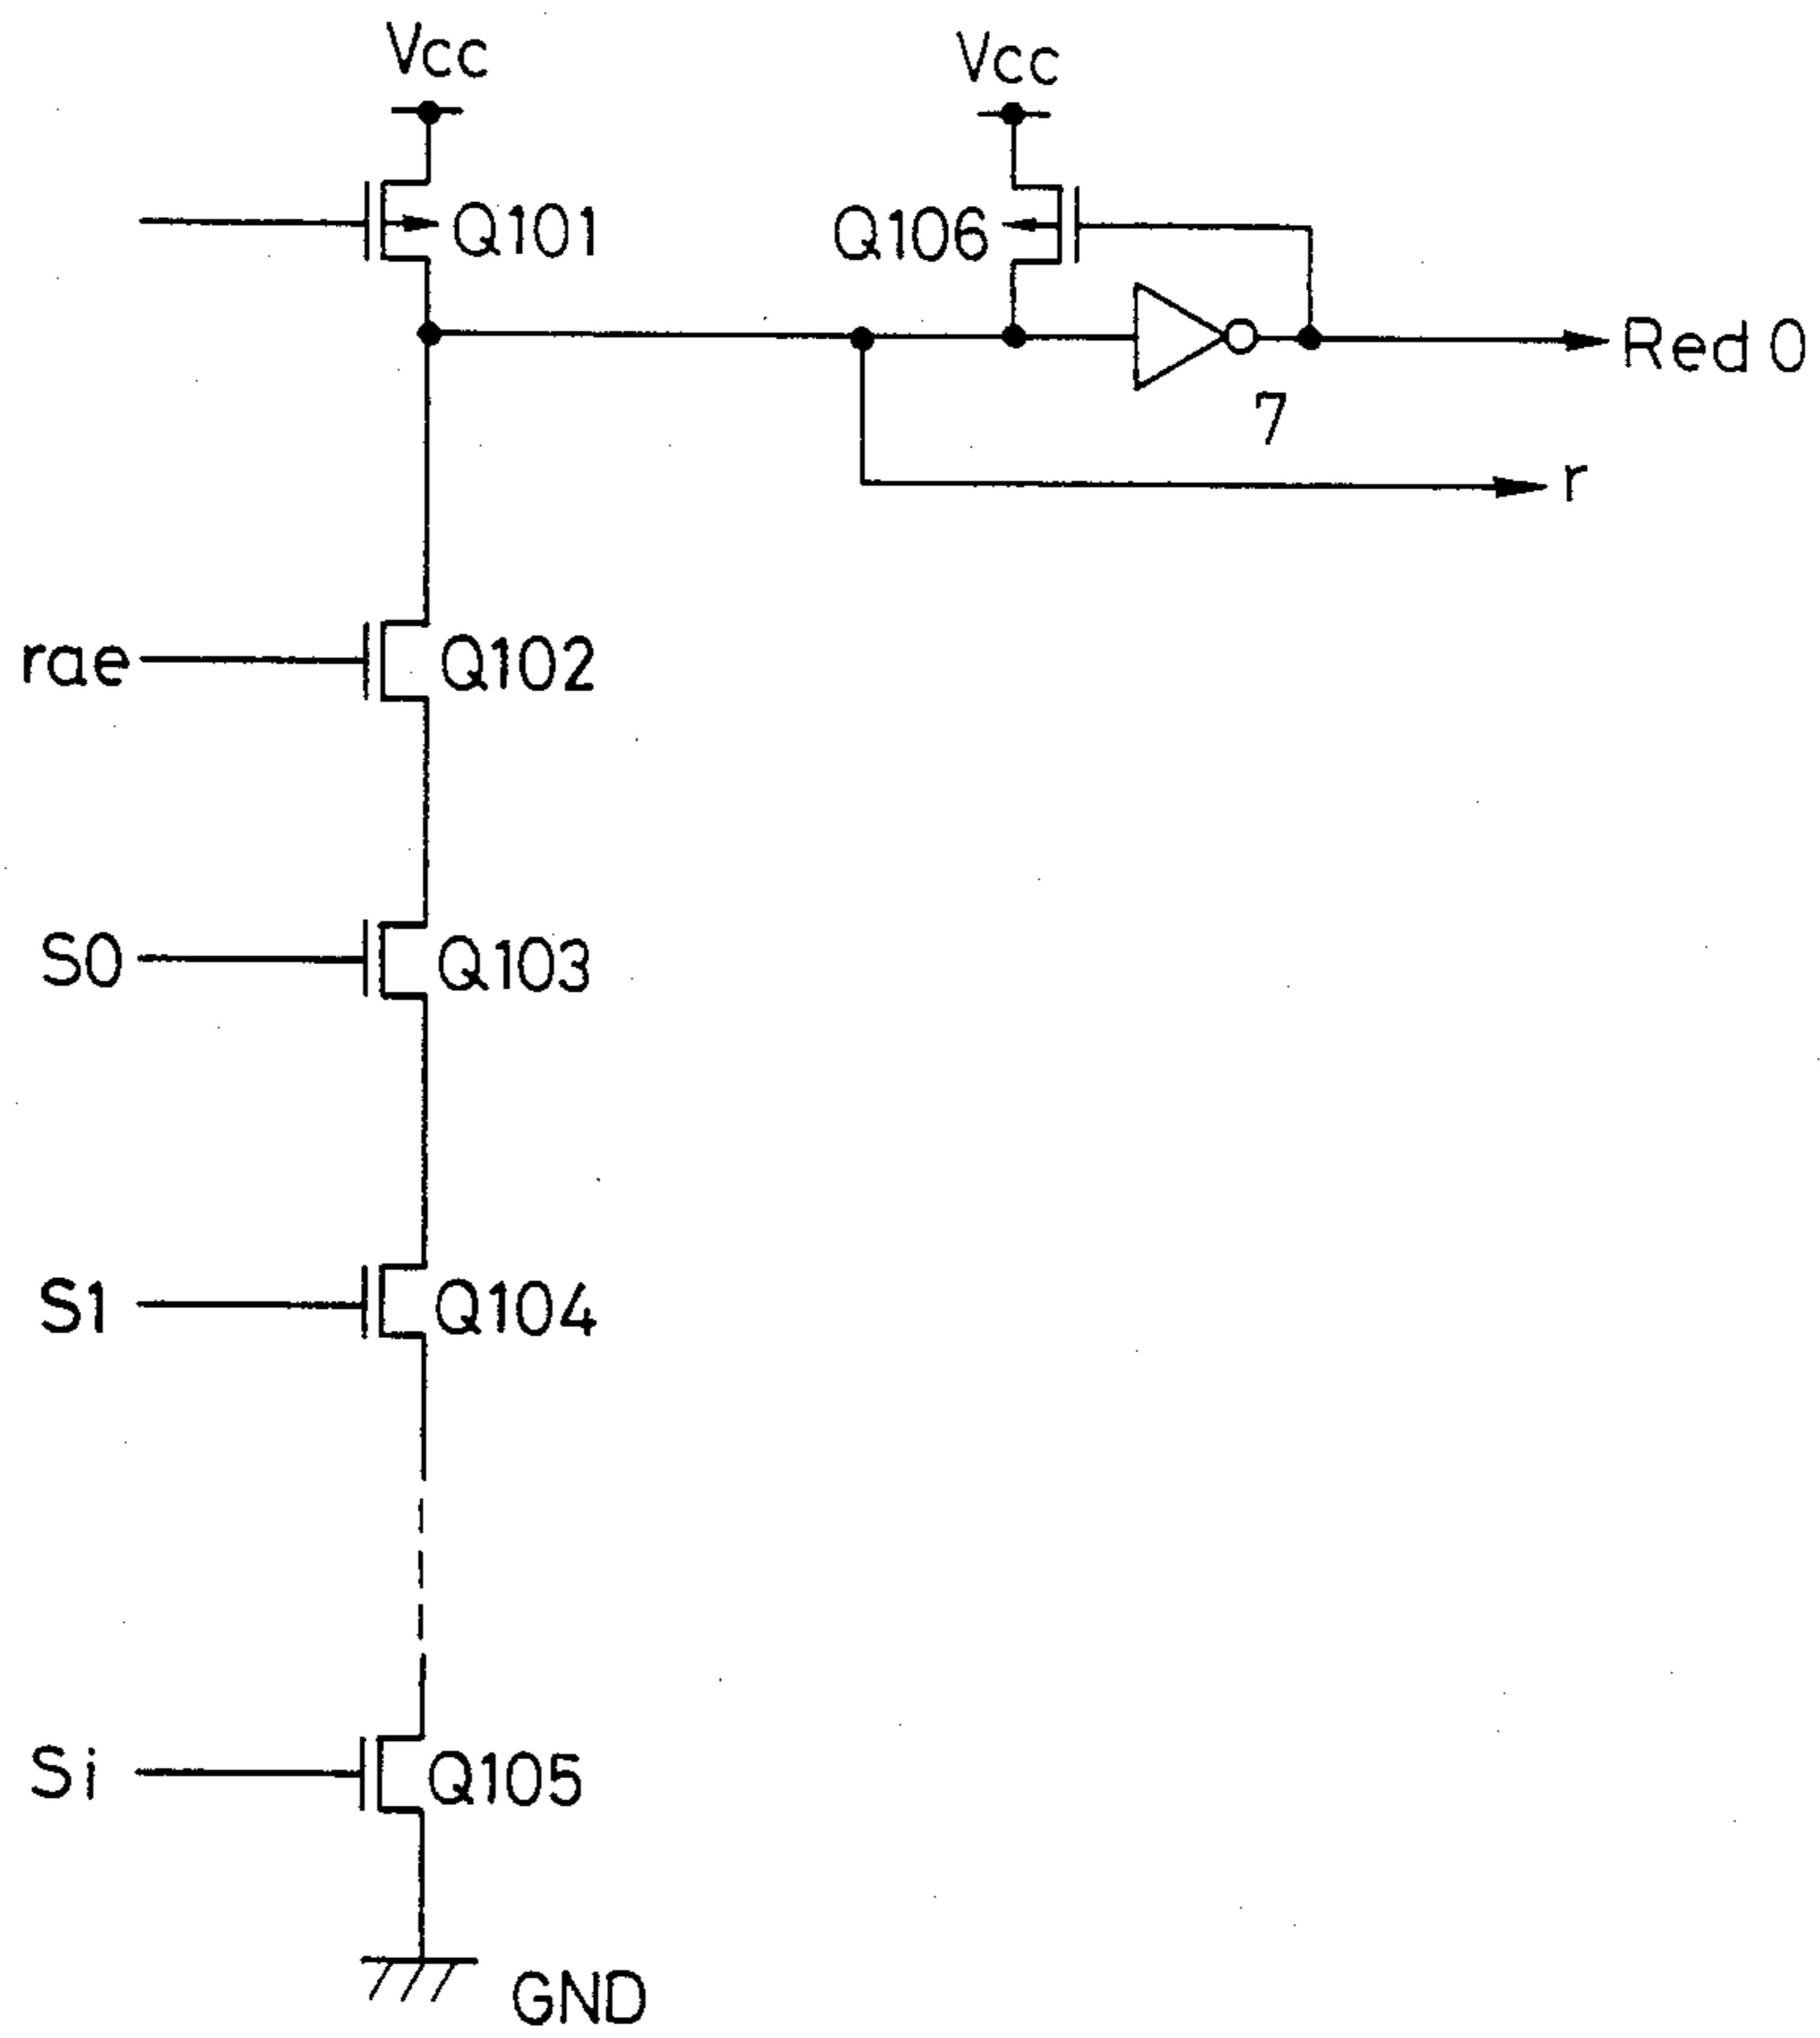 Vcc
Vcc
Q101
Q106
Red 0
7
r
rae
Q102
S0
Q103
S1
Q104
Si
Q105
GND